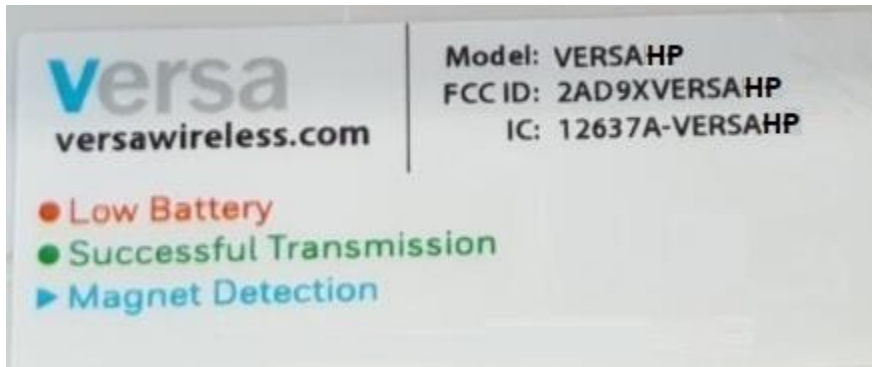 versa
versawireless.com
Model: VERSAHP
FCC ID: 2AD9XVERSAHP
IC: 12637A-VERSAHP
Low Battery
Successful Transmission
Magnet Detection